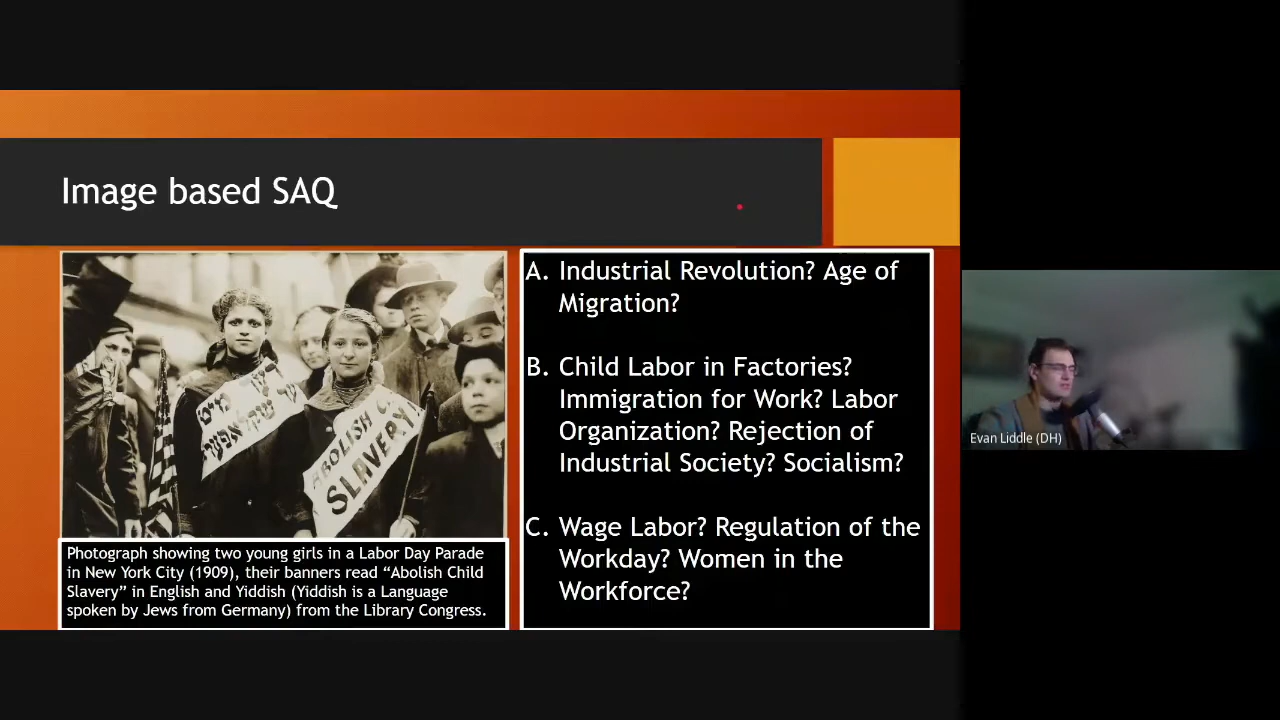 Image based SAQ
ABOLISH C
SLAVERY
Photograph showing two young girls in a Labor Day Parade
in New York City (1909), their banners read “Abolish Child
Slavery” in English and Yiddish (Yiddish is a Language
spoken by Jews from Germany) from the Library Congress.
A. Industrial Revolution? Age of
Migration?
B. Child Labor in Factories?
Immigration for Work? Labor
Organization? Rejection of
Industrial Society? Socialism?
C. Wage Labor? Regulation of the
Workday? Women in the
Workforce?
Evan Liddle (DH)